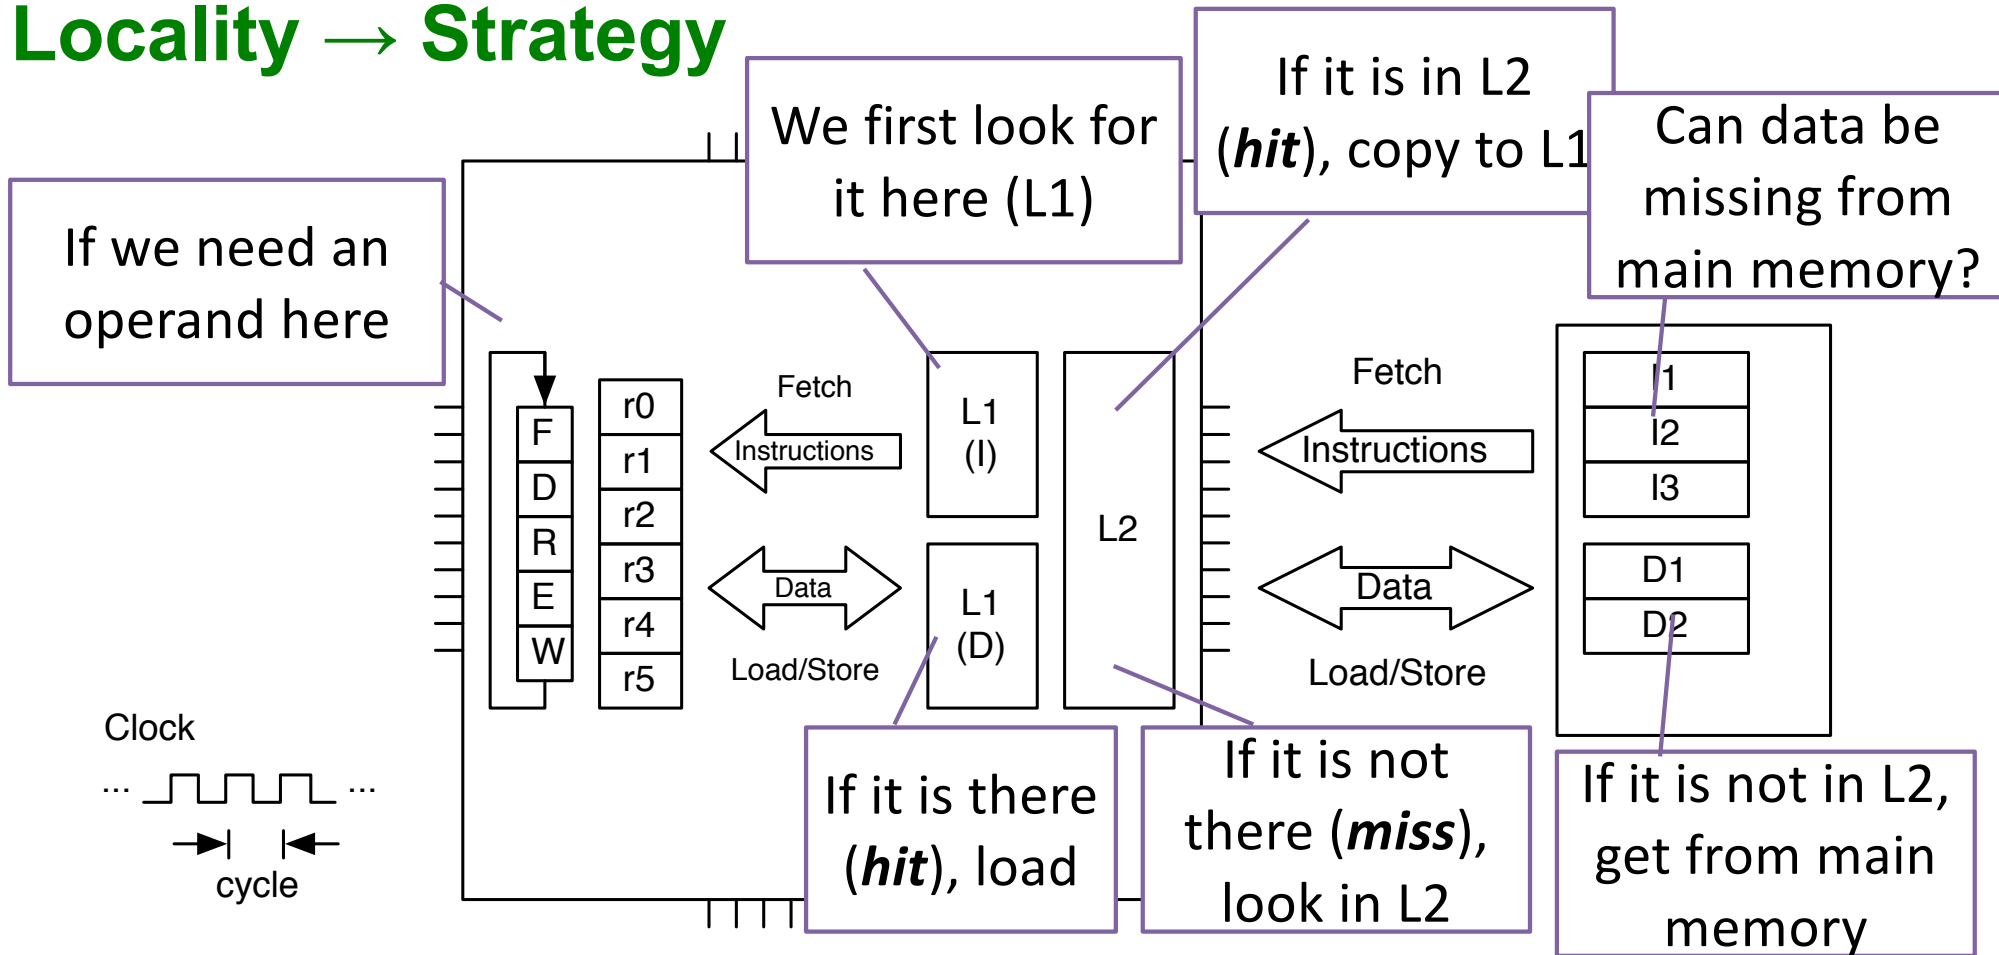 Locality → Strategy
If we need an
operand here
We first look for
it here (L1)
If it is in L2
(hit), copy to L1
Can data be
missing from
main memory?
F
D
R
E
W
r0
r1
r2
r3
r4
r5
Fetch
Instructions
Data
Load/Store
L1
(I)
L1
(D)
L2
Fetch
Instructions
Data
Load/Store
I1
I2
I3
D1
D2
Clock
... ...
cycle
If it is there
(hit), load
If it is not
there (miss),
look in L2
If it is not in L2,
get from main
memory